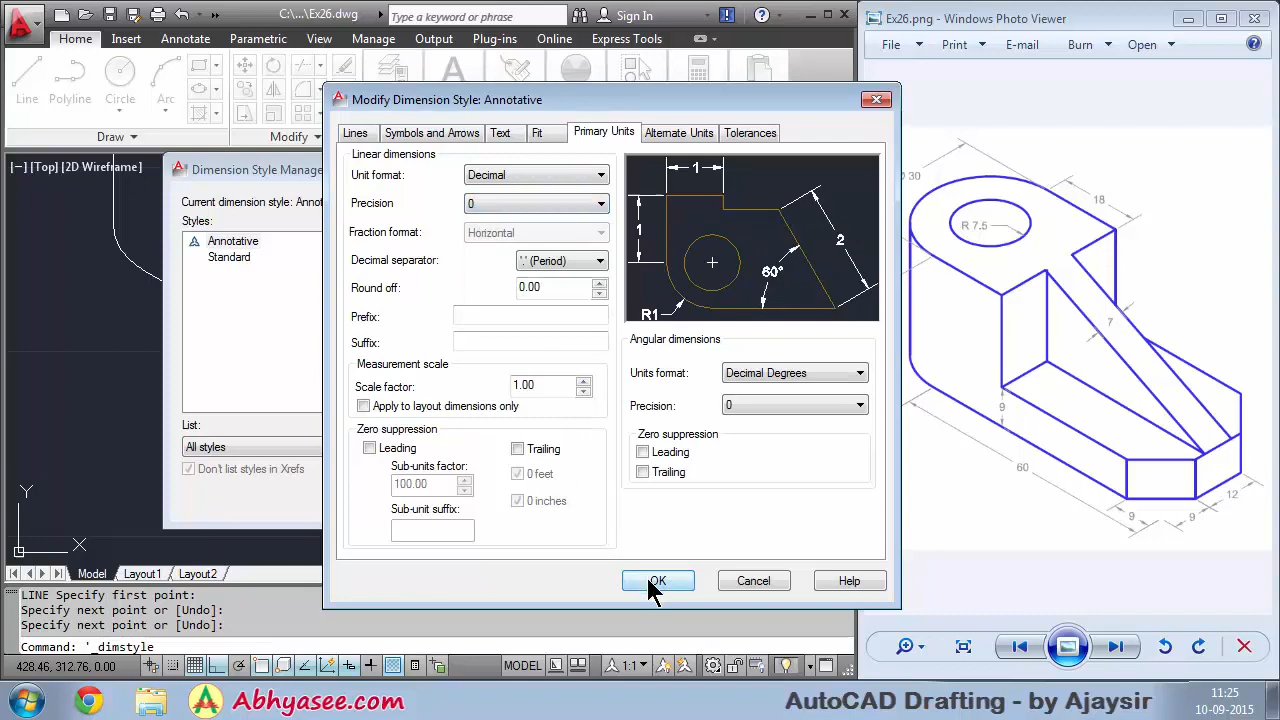 C:\...\Ex26.dwg
Type a keyword or phrase
Sign In
Home Insert Annotate Parametric View Manage Output Plug-ins Online Express Tools
Line Polyline Circle Arc
Draw
Modify
[−] [Top] [2D Wireframe]
Current dimension style: Annot
Styles:
Annotative
Standard
List:
All styles
Don't list styles in Xrefs
Y
X
Model Layout1 Layout2
LINE Specify first point:
Specify next point or [Undo]:
Specify next point or [Undo]:
Command: '_dimstyle
428.46, 312.76, 0.00
MODEL
1:1
Modify Dimension Style: Annotative
Lines Symbols and Arrows Text Fit Primary Units Alternate Units Tolerances
Linear dimensions
Unit format: Decimal
Precision 0
Fraction format: Horizontal
Decimal separator: '.' (Period)
Round off: 0.00
Prefix:
Suffix:
Measurement scale
Scale factor: 1.00
Apply to layout dimensions only
Zero suppression
Leading
Trailing
Sub-units factor:
100.00
0 feet
0 inches
Sub-unit suffix:
1
1
2
60°
R1
Angular dimensions
Units format: Decimal Degrees
Precision: 0
Zero suppression
Leading
Trailing
OK Cancel Help
Ex26.png - Windows Photo Viewer
File Print E-mail Burn Open
30
18
R 7.5
7
9
60
9
9
12
Abhyasee.com
AutoCAD Drafting - by Ajaysir
11:25
10-09-2015